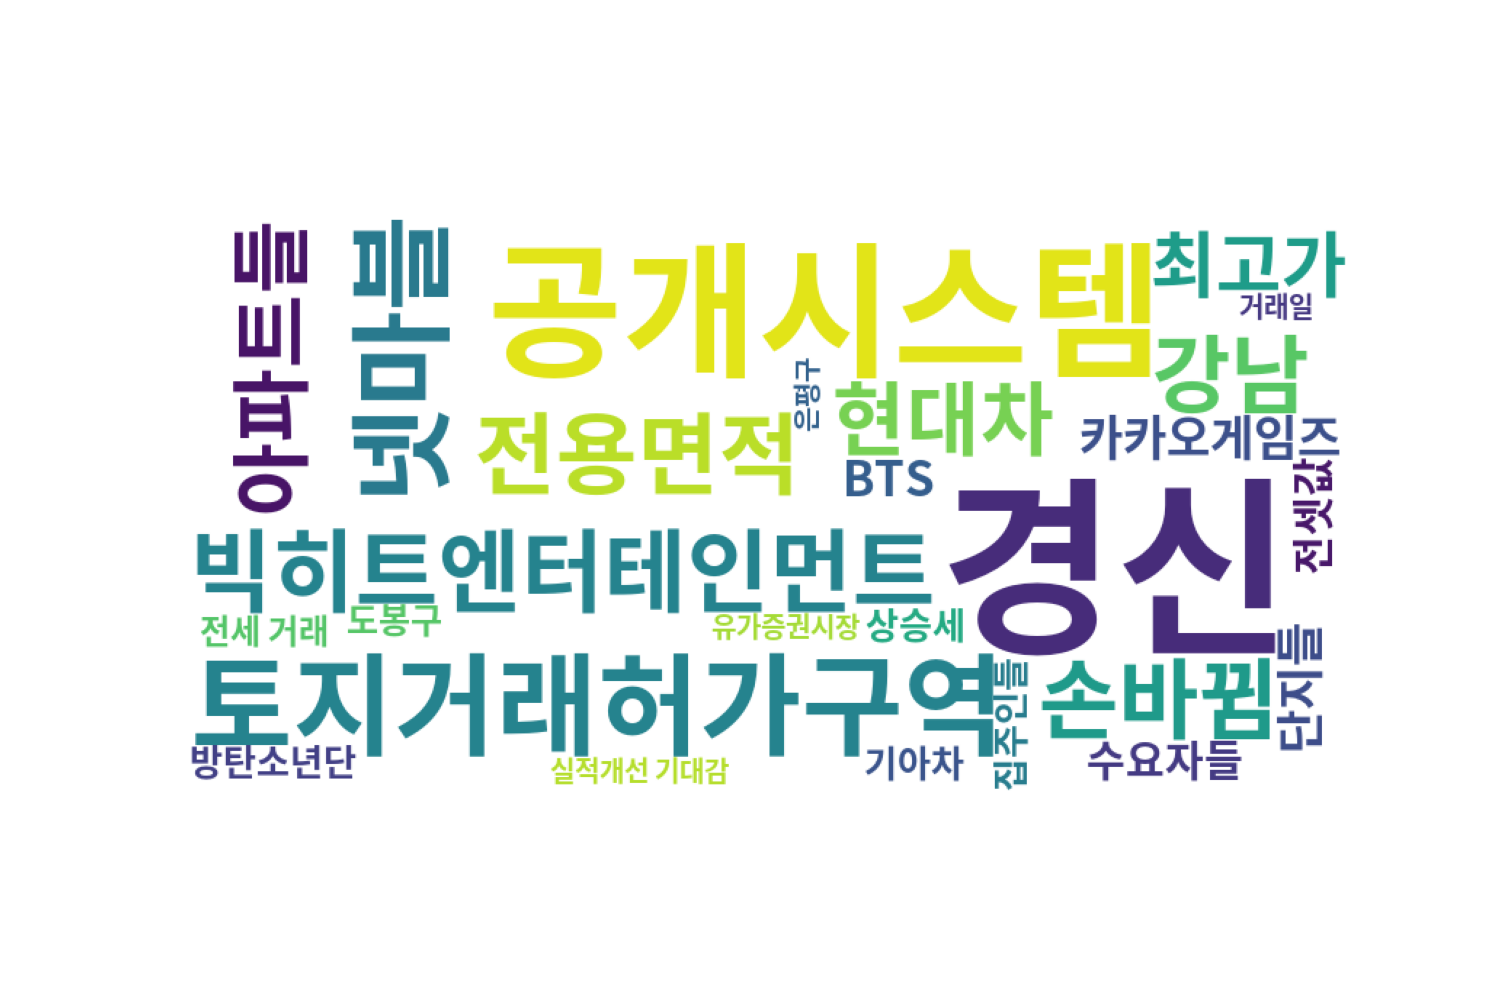 아파트들
넷마블
공개시스템
최고가
거래일
강남
은평구
현대차
전용면적
카카오게임즈
BTS
전셋값
경신
빅히트엔터테인먼트
전세 거래
도봉구
유가증권시장
상승세
토지거래허가구역
집주인들
손바뀜
단지들
방탄소년단
실적개선 기대감
기아차
수요자들